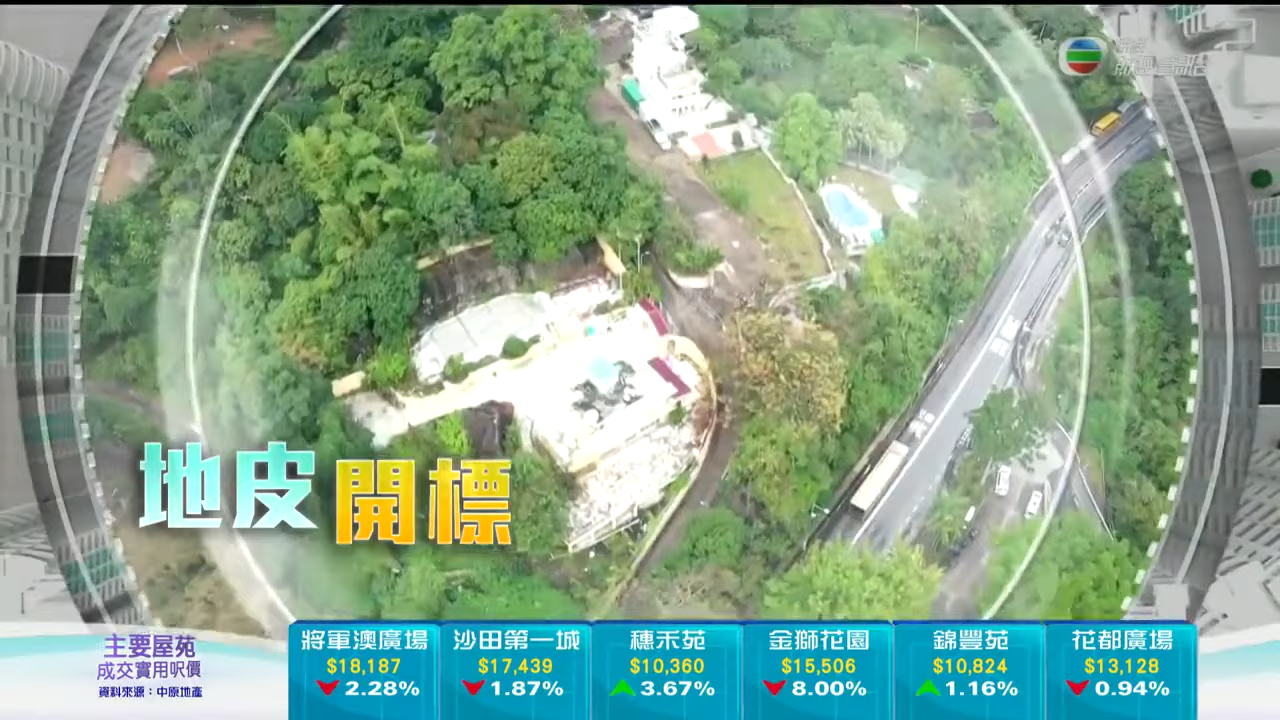 地皮
開標
主要屋苑
成交實用呎價
資料來源：中原地產
將軍澳廣場
$18,187
2.28%
沙田第一城
$17,439
1.87%
穗禾苑
$10,360
3.67%
金獅花園
$15,506
8.00%
錦豐苑
$10,824
1.16%
花都廣場
$13,128
0.94%